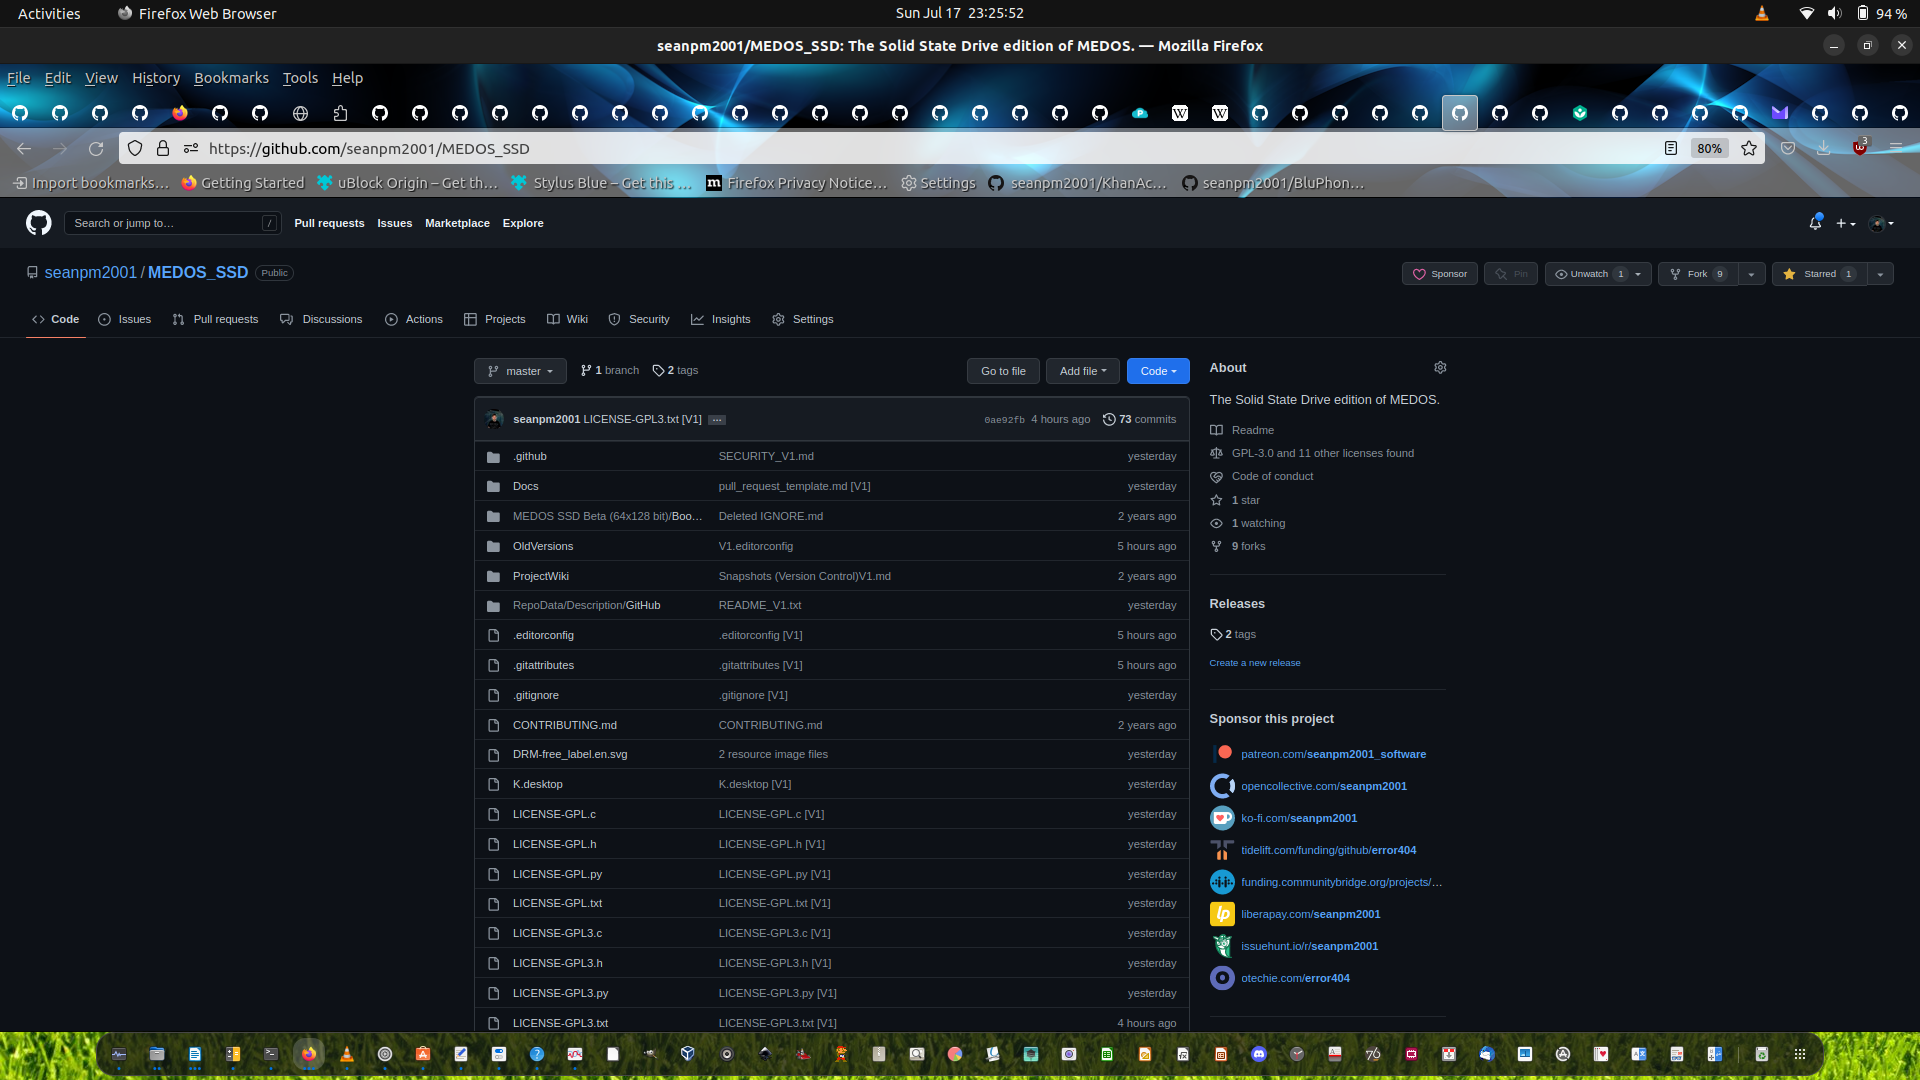 Activities Firefox Web Browser Sun Jul 17 23:25:52 94 %
seanpm2001/MEDOS_SSD: The Solid State Drive edition of MEDOS. — Mozilla Firefox
File Edit View History Bookmarks Tools Help
https://github.com/seanpm2001/MEDOS_SSD 80% 3
Import bookmarks… Getting Started uBlock Origin – Get th… Stylus Blue – Get this … Firefox Privacy Notice… Settings seanpm2001/KhanAc… seanpm2001/BluPhon…
Search or jump to… / Pull requests Issues Marketplace Explore
seanpm2001 / MEDOS_SSD Public Sponsor Pin Unwatch 1 Fork 9 Starred 1
Code Issues Pull requests Discussions Actions Projects Wiki Security Insights Settings
master 1 branch 2 tags Go to file Add file Code
seanpm2001 LICENSE-GPL3.txt [V1] … 0ae92fb 4 hours ago 73 commits
.github SECURITY_V1.md yesterday
Docs pull_request_template.md [V1] yesterday
MEDOS SSD Beta (64x128 bit)/Boo… Deleted IGNORE.md 2 years ago
OldVersions V1.editorconfig 5 hours ago
ProjectWiki Snapshots (Version Control)V1.md 2 years ago
RepoData/Description/GitHub README_V1.txt yesterday
.editorconfig .editorconfig [V1] 5 hours ago
.gitattributes .gitattributes [V1] 5 hours ago
.gitignore .gitignore [V1] yesterday
CONTRIBUTING.md CONTRIBUTING.md 2 years ago
DRM-free_label.en.svg 2 resource image files yesterday
K.desktop K.desktop [V1] yesterday
LICENSE-GPL.c LICENSE-GPL.c [V1] yesterday
LICENSE-GPL.h LICENSE-GPL.h [V1] yesterday
LICENSE-GPL.py LICENSE-GPL.py [V1] yesterday
LICENSE-GPL.txt LICENSE-GPL.txt [V1] yesterday
LICENSE-GPL3.c LICENSE-GPL3.c [V1] yesterday
LICENSE-GPL3.h LICENSE-GPL3.h [V1] yesterday
LICENSE-GPL3.py LICENSE-GPL3.py [V1] yesterday
LICENSE-GPL3.txt LICENSE-GPL3.txt [V1] 4 hours ago
About
The Solid State Drive edition of MEDOS.
Readme
GPL-3.0 and 11 other licenses found
Code of conduct
1 star
1 watching
9 forks
Releases
2 tags
Create a new release
Sponsor this project
patreon.com/seanpm2001_software
opencollective.com/seanpm2001
ko-fi.com/seanpm2001
tidelift.com/funding/github/error404
funding.communitybridge.org/projects/…
liberapay.com/seanpm2001
issuehunt.io/r/seanpm2001
otechie.com/error404